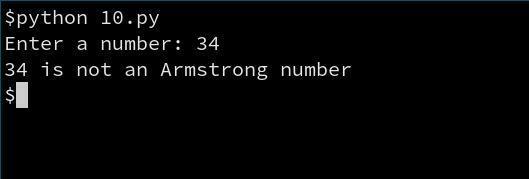 $python 10.py
Enter a number: 34
34 is not an Armstrong number
$